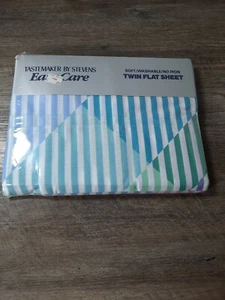 TASTEMAKER BY STEVENS
Easy Care
SOFT/WASHABLE/NO IRON
TWIN FLAT SHEET